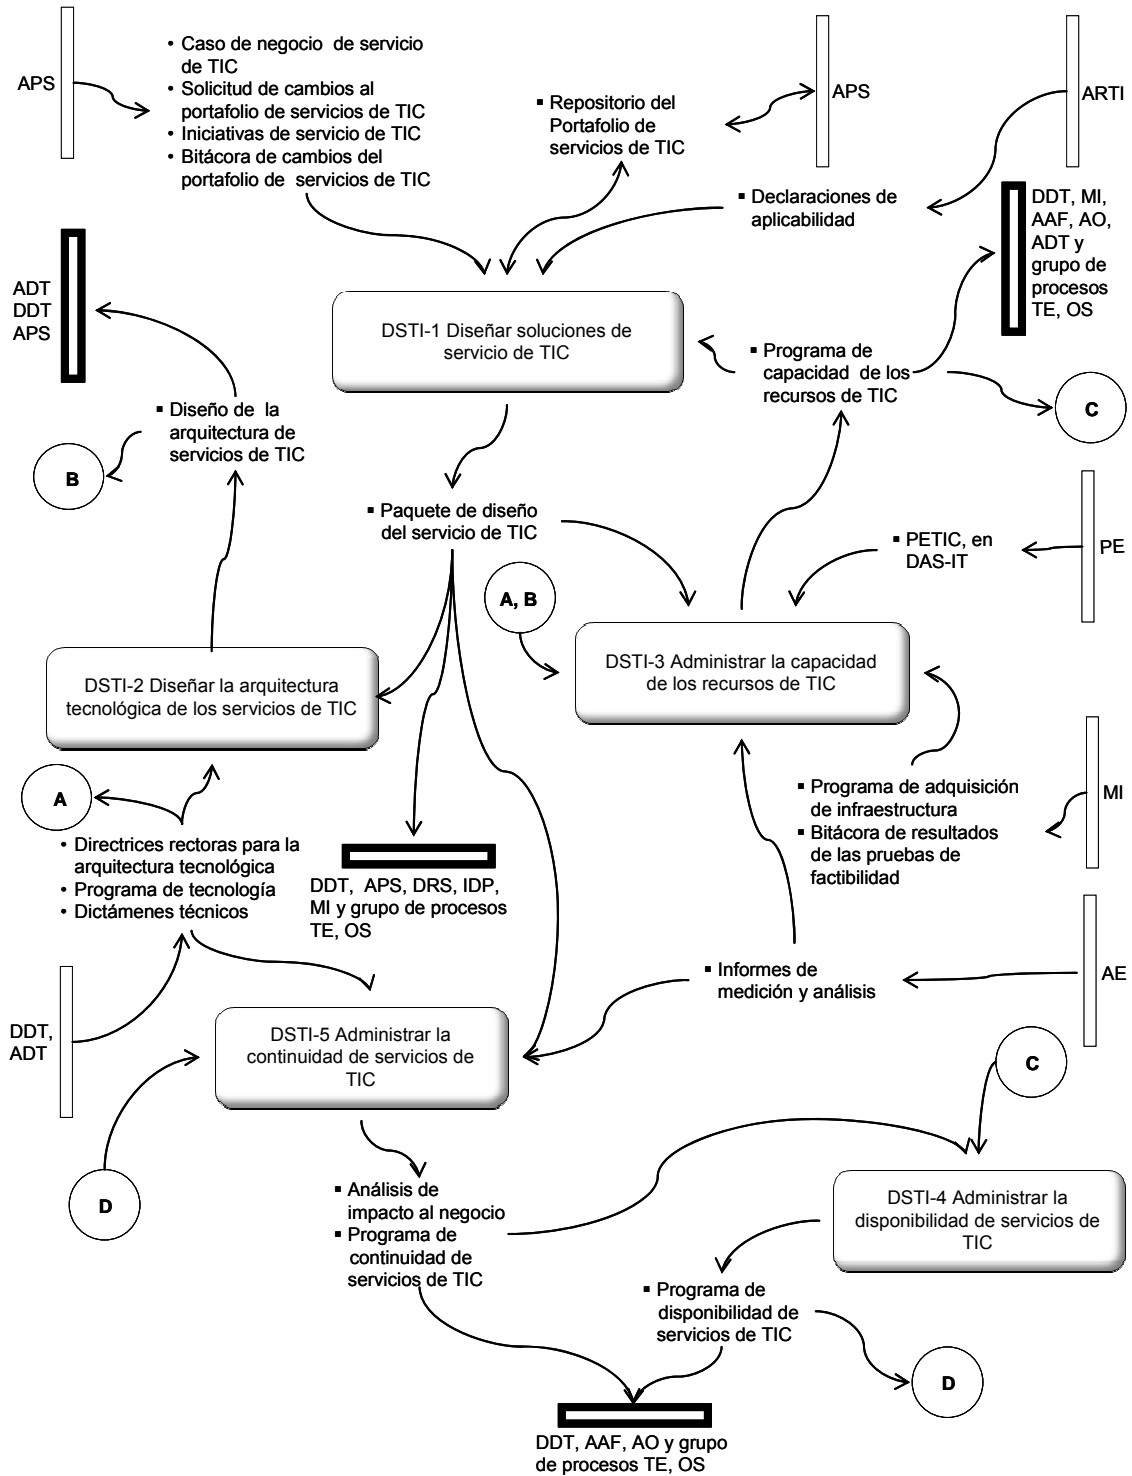 APS
• Caso de negocio de servicio
de TIC
• Solicitud de cambios al
portafolio de servicios de TIC
• Iniciativas de servicio de TIC
• Bitácora de cambios del
portafolio de servicios de TIC
▪ Repositorio del
Portafolio de
servicios de TIC
APS
ARTI
▪ Declaraciones de
aplicabilidad
DDT, MI,
AAF, AO,
ADT y
grupo de
procesos
TE, OS
ADT
DDT
APS
DSTI-1 Diseñar soluciones de
servicio de TIC
▪ Programa de
capacidad de los
recursos de TIC
C
▪ Diseño de la
arquitectura de
servicios de TIC
B
▪ Paquete de diseño
del servicio de TIC
▪ PETIC, en
DAS-IT
PE
A, B
DSTI-2 Diseñar la arquitectura
tecnológica de los servicios de TIC
DSTI-3 Administrar la capacidad
de los recursos de TIC
A
▪ Programa de adquisición
de infraestructura
▪ Bitácora de resultados
de las pruebas de
factibilidad
MI
• Directrices rectoras para la
arquitectura tecnológica
• Programa de tecnología
• Dictámenes técnicos
DDT, APS, DRS, IDP,
MI y grupo de procesos
TE, OS
▪ Informes de
medición y análisis
AE
DDT,
ADT
DSTI-5 Administrar la
continuidad de servicios de
TIC
C
D
▪ Análisis de
impacto al negocio
▪ Programa de
continuidad de
servicios de TIC
DSTI-4 Administrar la
disponibilidad de servicios de
TIC
▪ Programa de
disponibilidad de
servicios de TIC
D
DDT, AAF, AO y grupo
de procesos TE, OS